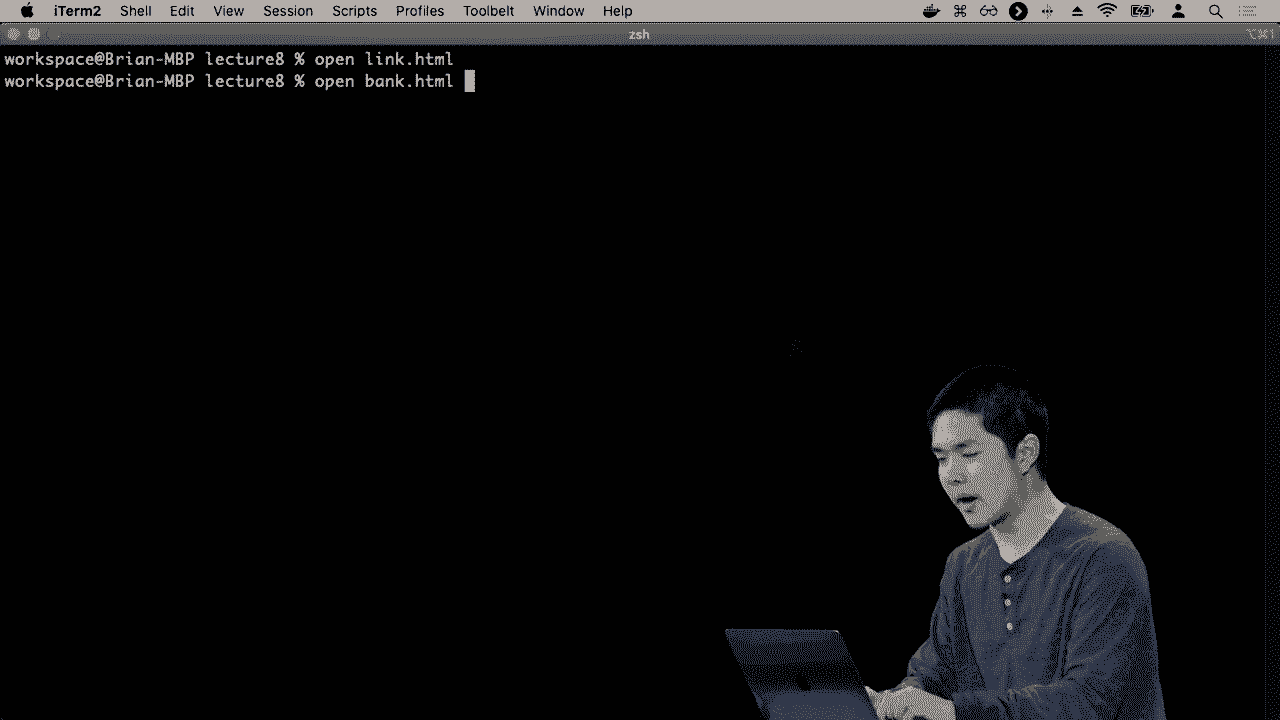 iTerm2 Shell Edit View Session Scripts Profiles Toolbelt Window Help
zsh
workspace@Brian-MBP lecture8 % open link.html
workspace@Brian-MBP lecture8 % open bank.html